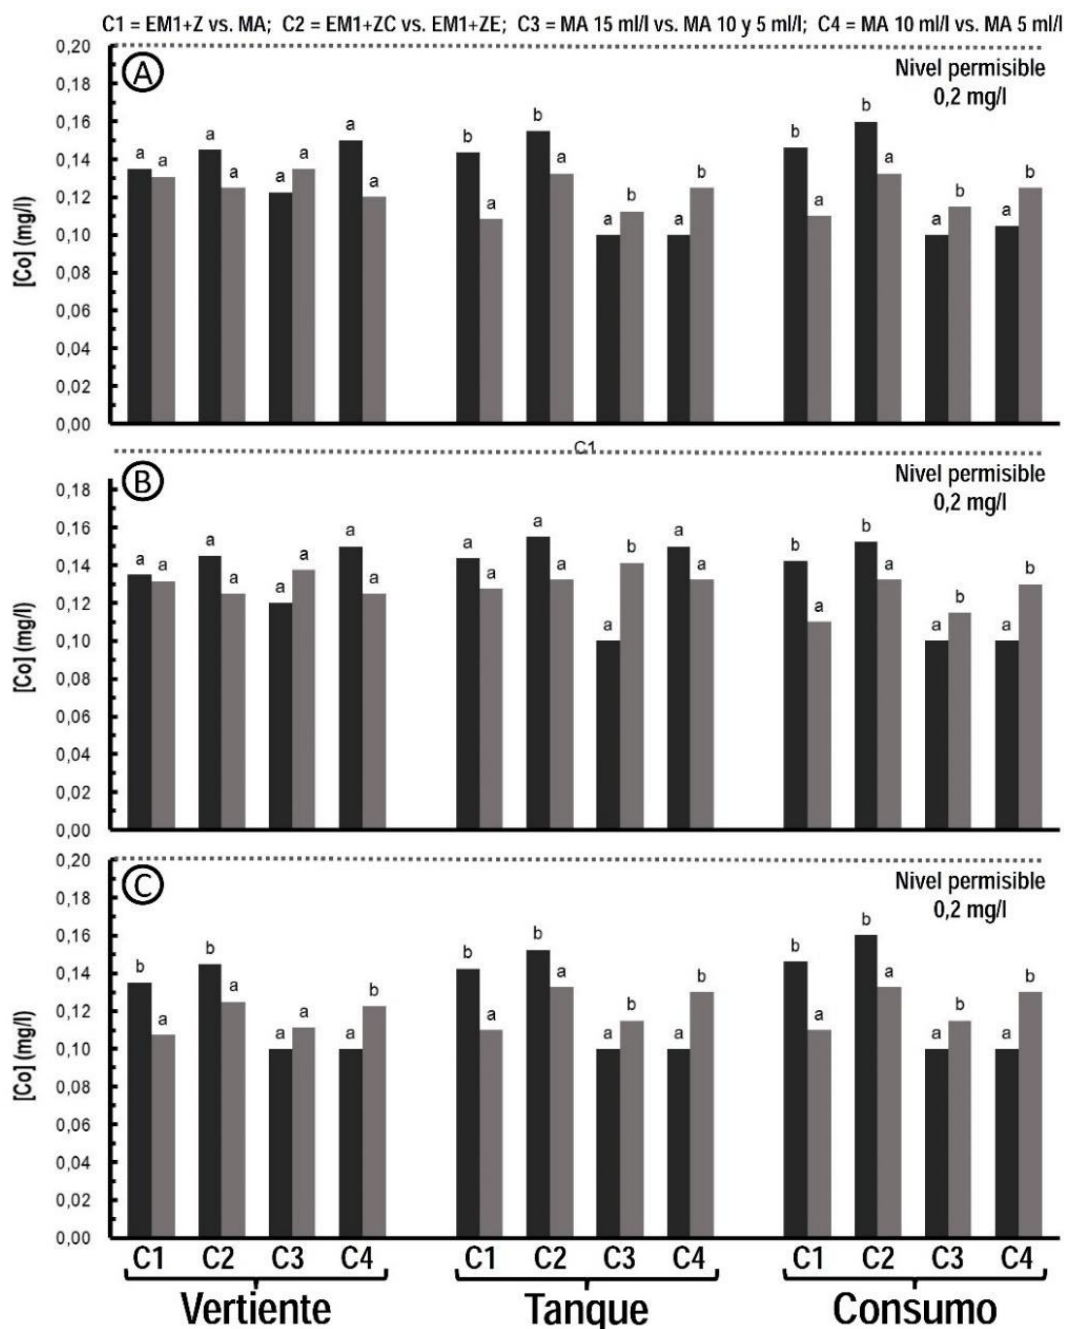 C1 = EM1+Z vs. MA; C2 = EM1+ZC vs. EM1+ZE; C3 = MA 15 ml/l vs. MA 10 y 5 ml/l; C4 = MA 10 ml/l vs. MA 5 ml/l
A
Nivel permisible
0,2 mg/l
[Co] (mg/l)
0,20
0,18
0,16
0,14
0,12
0,10
0,08
0,06
0,04
0,02
0,00
a a a a a a a a b a b a a b a b b a b a a b a b
C1
B
Nivel permisible
0,2 mg/l
[Co] (mg/l)
0,18
0,16
0,14
0,12
0,10
0,08
0,06
0,04
0,02
0,00
a a a a a a a a a a a a a b a a b a b a a b a b
C
Nivel permisible
0,2 mg/l
[Co] (mg/l)
0,20
0,18
0,16
0,14
0,12
0,10
0,08
0,06
0,04
0,02
0,00
b a b a a a a b b a b a a b a b b a b a a b a b
C1 C2 C3 C4 C1 C2 C3 C4 C1 C2 C3 C4
Vertiente Tanque Consumo